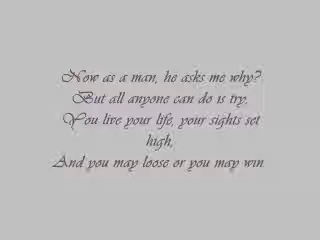 Now as a man, he asks me why?
But all anyone can do is try.
You live your life, your sights set
high,
And you may loose or you may win